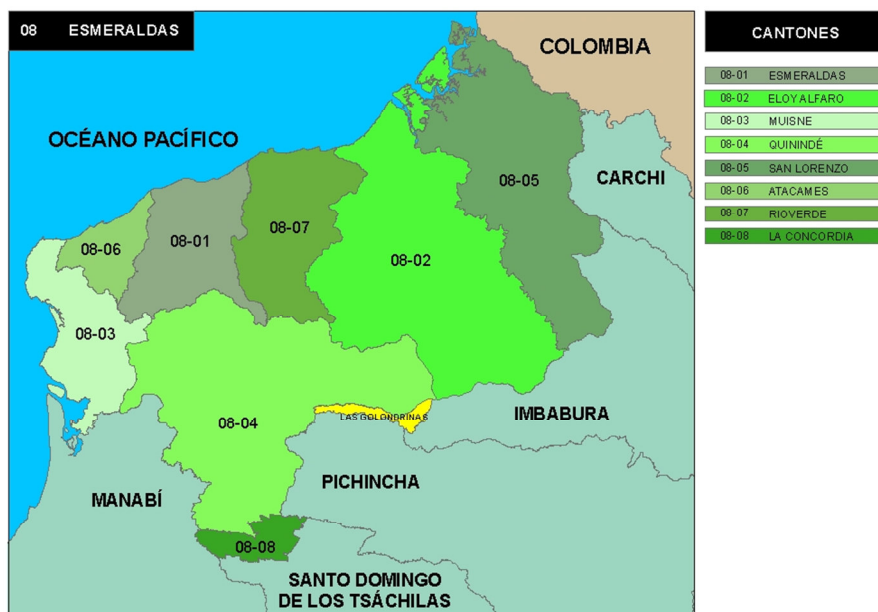 08 ESMERALDAS
COLOMBIA
OCÉANO PACÍFICO
CARCHI
08-05
08-07
08-06
08-01
08-02
08-03
LAS GOLONDRINAS
IMBABURA
08-04
PICHINCHA
MANABÍ
08-08
SANTO DOMINGO
DE LOS TSÁCHILAS
CANTONES
08-01 ESMERALDAS
08-02 ELOY ALFARO
08-03 MUISNE
08-04 QUININDÉ
08-05 SAN LORENZO
08-06 ATACAMES
08-07 RIOVERDE
08-08 LA CONCORDIA